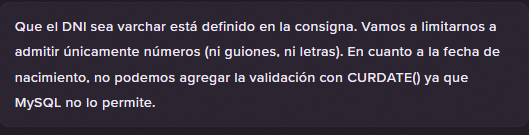 Que el DNI sea varchar está definido en la consigna. Vamos a limitarnos a
admitir únicamente números (ni guiones, ni letras). En cuanto a la fecha de
nacimiento, no podemos agregar la validación con CURDATE() ya que
MySQL no lo permite.